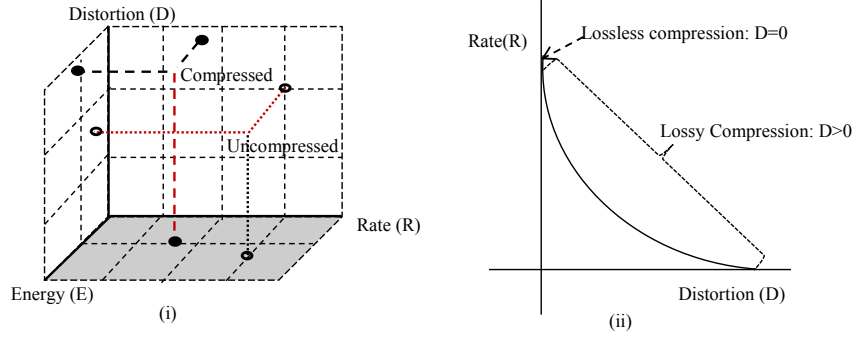 Distortion (D)
Compressed
Uncompressed
Rate (R)
Energy (E)
(i)
Rate(R)
Lossless compression: D=0
Lossy Compression: D>0
Distortion (D)
(ii)